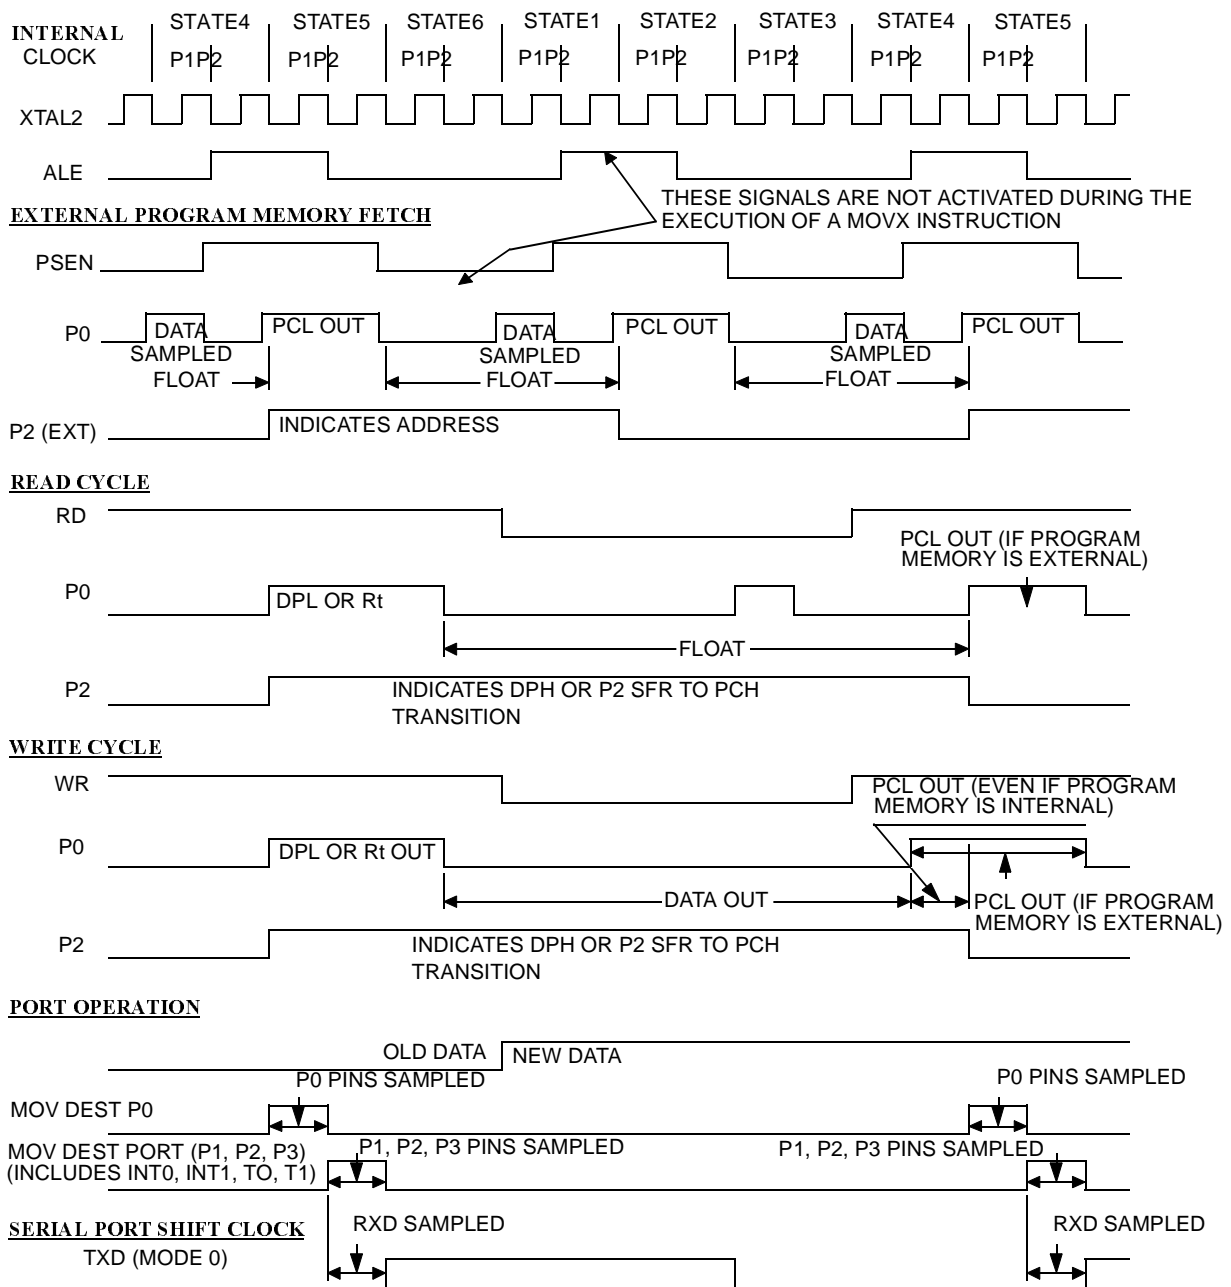 INTERNAL
CLOCK
STATE4 STATE5 STATE6 STATE1 STATE2 STATE3 STATE4 STATE5
P1P2 P1P2 P1P2 P1P2 P1P2 P1P2 P1P2 P1P2
XTAL2
ALE
THESE SIGNALS ARE NOT ACTIVATED DURING THE
EXECUTION OF A MOVX INSTRUCTION
EXTERNAL PROGRAM MEMORY FETCH
PSEN
P0
DATA
SAMPLED
FLOAT
PCL OUT
DATA
SAMPLED
FLOAT
PCL OUT
DATA
SAMPLED
FLOAT
PCL OUT
P2 (EXT)
INDICATES ADDRESS
READ CYCLE
RD
PCL OUT (IF PROGRAM
MEMORY IS EXTERNAL)
P0
DPL OR Rt
FLOAT
P2
INDICATES DPH OR P2 SFR TO PCH
TRANSITION
WRITE CYCLE
WR
PCL OUT (EVEN IF PROGRAM
MEMORY IS INTERNAL)
P0
DPL OR Rt OUT
DATA OUT
PCL OUT (IF PROGRAM
MEMORY IS EXTERNAL)
P2
INDICATES DPH OR P2 SFR TO PCH
TRANSITION
PORT OPERATION
OLD DATA NEW DATA
P0 PINS SAMPLED P0 PINS SAMPLED
MOV DEST P0
MOV DEST PORT (P1, P2, P3)
(INCLUDES INT0, INT1, TO, T1)
P1, P2, P3 PINS SAMPLED P1, P2, P3 PINS SAMPLED
SERIAL PORT SHIFT CLOCK
TXD (MODE 0)
RXD SAMPLED RXD SAMPLED